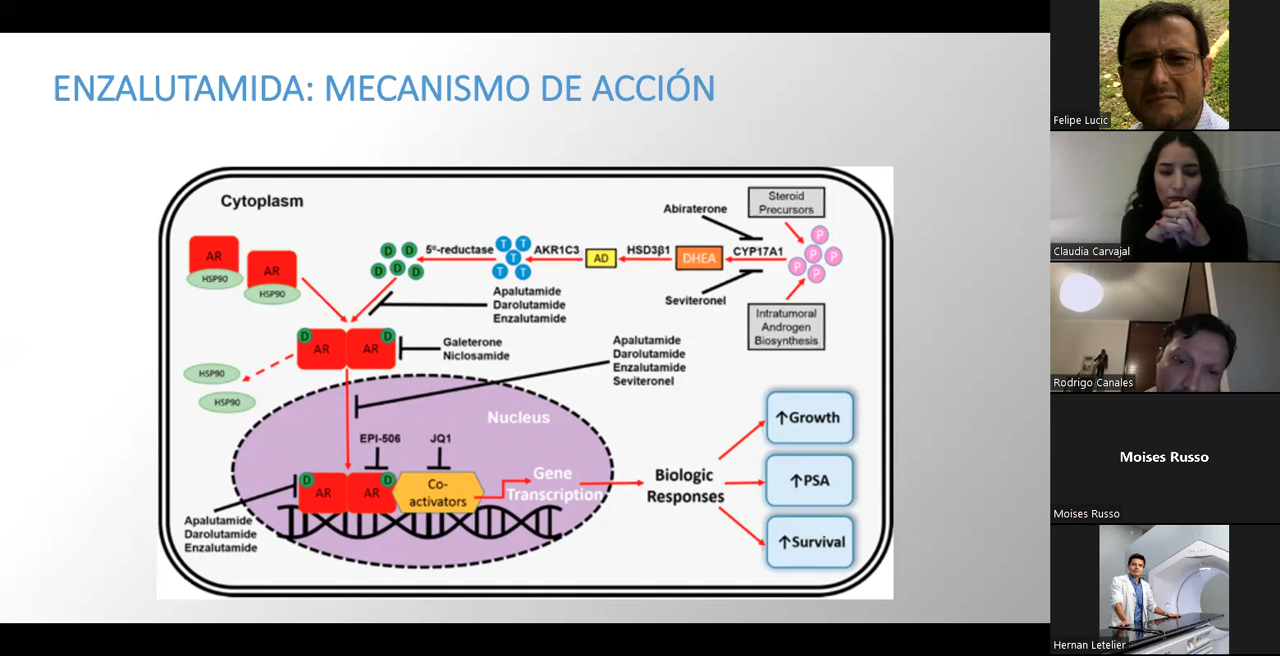 ENZALUTAMIDA: MECANISMO DE ACCIÓN
Cytoplasm
AR
HSP90
AR
HSP90
D
D
D
D
D
5α-reductase
T
T
T
T
T
AKR1C3
AD
HSD3β1
DHEA
CYP17A1
Abiraterone
Seviteronel
Steroid
Precursors
P
P
P
P
P
Intratumoral
Androgen
Biosynthesis
Apalutamide
Darolutamide
Enzalutamide
D
AR
AR
D
Galeterone
Niclosamide
HSP90
HSP90
Apalutamide
Darolutamide
Enzalutamide
Seviteronel
Nucleus
EPI-506
JQ1
D
AR
AR
D
Co-
activators
Gene
Transcription
Apalutamide
Darolutamide
Enzalutamide
Biologic
Responses
↑Growth
↑PSA
↑Survival
Felipe Lucic
Claudia Carvajal
Rodrigo Canales
Moises Russo
Moises Russo
Hernan Letelier